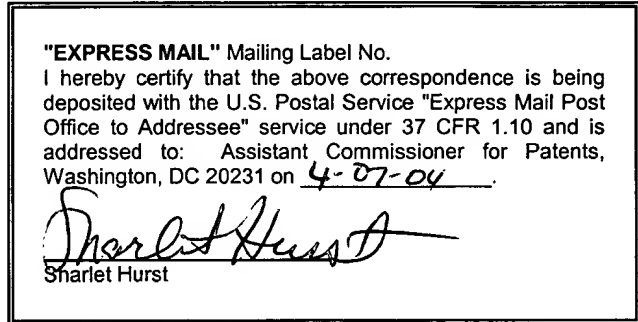 "EXPRESS MAIL" Mailing Label No.
I hereby certify that the above correspondence is being
deposited with the U.S. Postal Service "Express Mail Post
Office to Addressee" service under 37 CFR 1.10 and is
addressed to: Assistant Commissioner for Patents,
Washington, DC 20231 on 4-07-04.
Sharlet Hurst
Sharlet Hurst